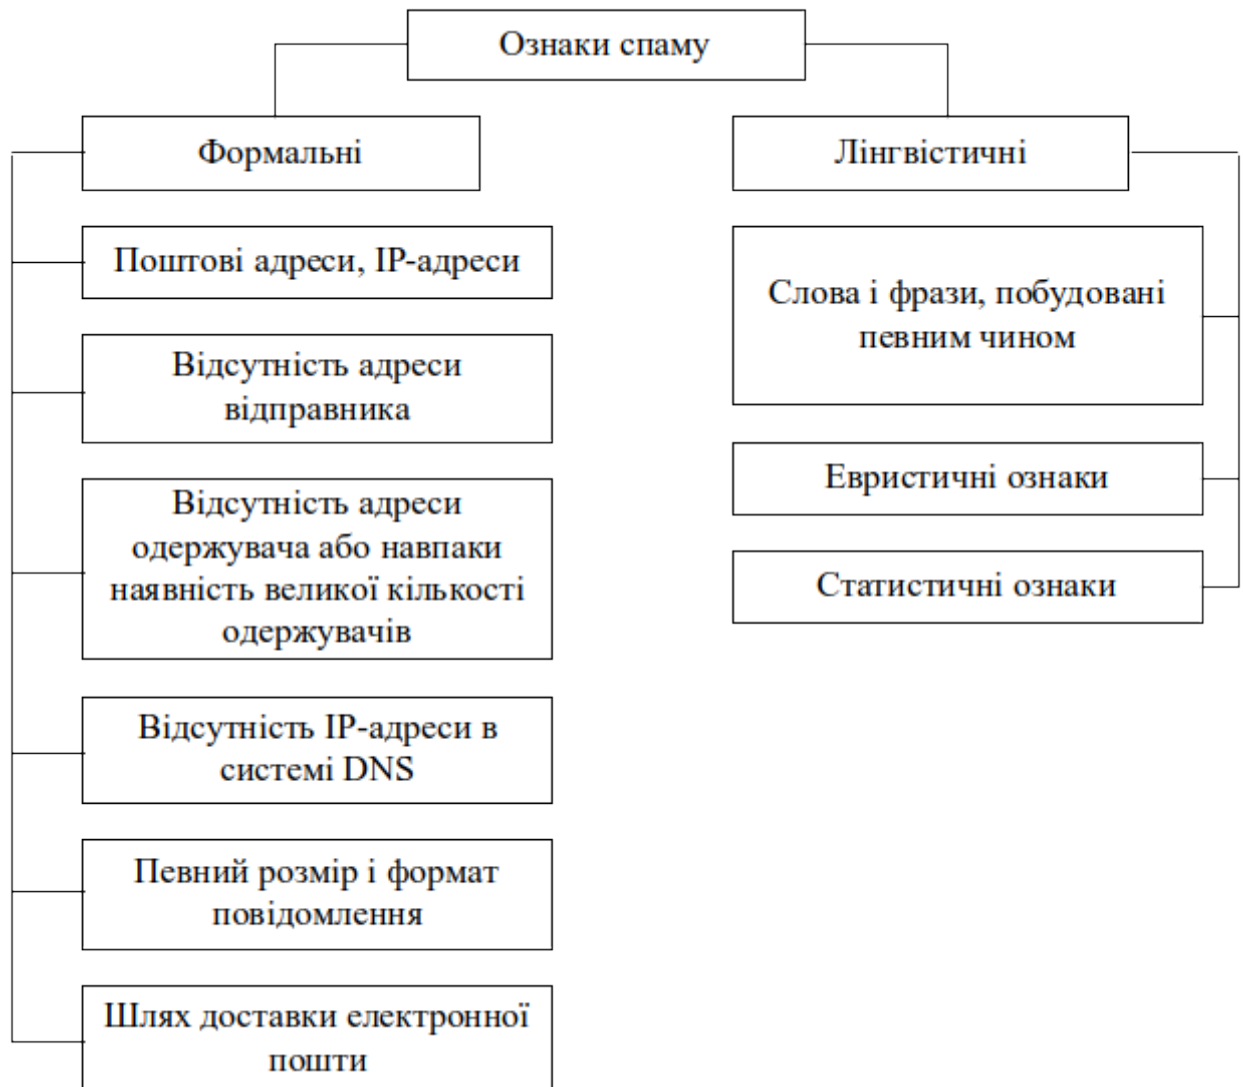 Ознаки спаму
Формальні
Поштові адреси, IP-адреси
Відсутність адреси
відправника
Відсутність адреси
одержувача або навпаки
наявність великої кількості
одержувачів
Відсутність IP-адреси в
системі DNS
Певний розмір і формат
повідомлення
Шлях доставки електронної
пошти
Лінгвістичні
Слова і фрази, побудовані
певним чином
Евристичні ознаки
Статистичні ознаки